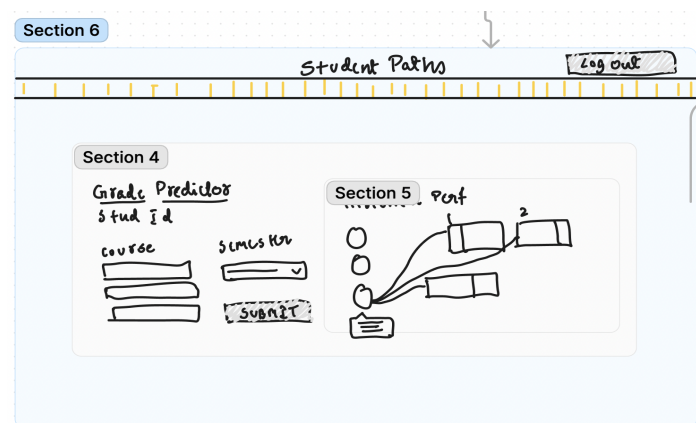 Section 6
Student Paths
Log out
Section 4
Grade Predictor
Stud Id
Course
Semester
SUBMIT
Section 5
Perf
1
2